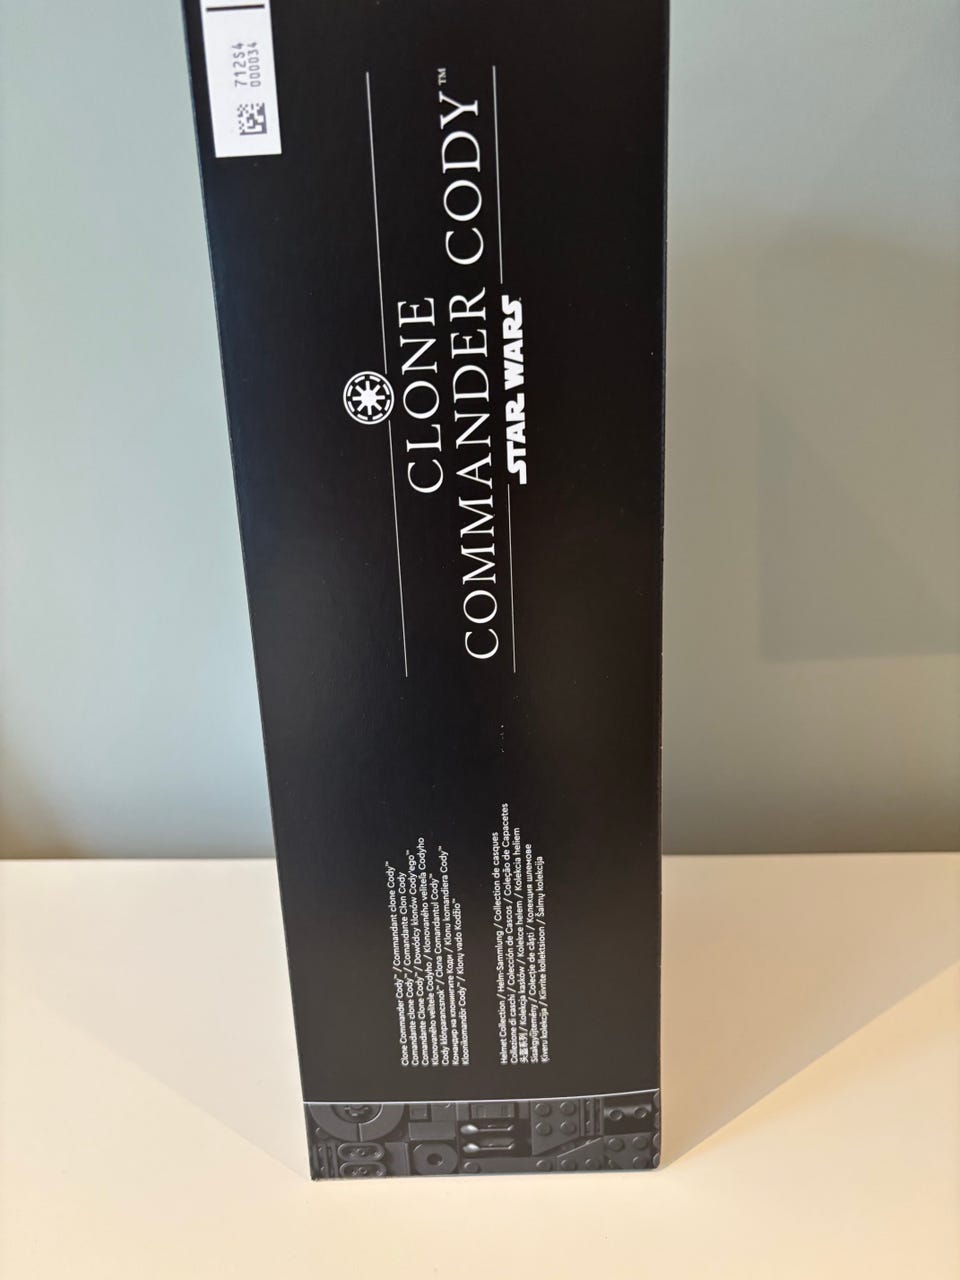 71254
000034
CLONE
COMMANDER CODY™
STAR WARS
Clone Commander Cody™ / Commandant clone Cody™
Comandante clone Cody™ / Comandante Clon Cody
Comandante Clone Cody™ / Dowódcy klonów Cody'ego™
Klonovaného velitele Codyho / Klonovaného veliteľa Codyho
Cody klónparancsnok™ / Clona Comandantul Cody™
Командир на клонингите Коди / Klonu komandiera Cody™
Kloonikomandör Cody™ / Klonų vado Kodžio™
Helmet Collection / Helm-Sammlung / Collection de casques
Collezione di caschi / Colección de Cascos / Coleção de Capacetes
头盔系列 / Kolekcja kasków / Kolekce helem / Kolekcia heliem
Sisakgyűjtemény / Colecție de căști / Колекция шлемове
Ķiveru kolekcija / Kiivrite kollektsioon / Šalmų kolekcija